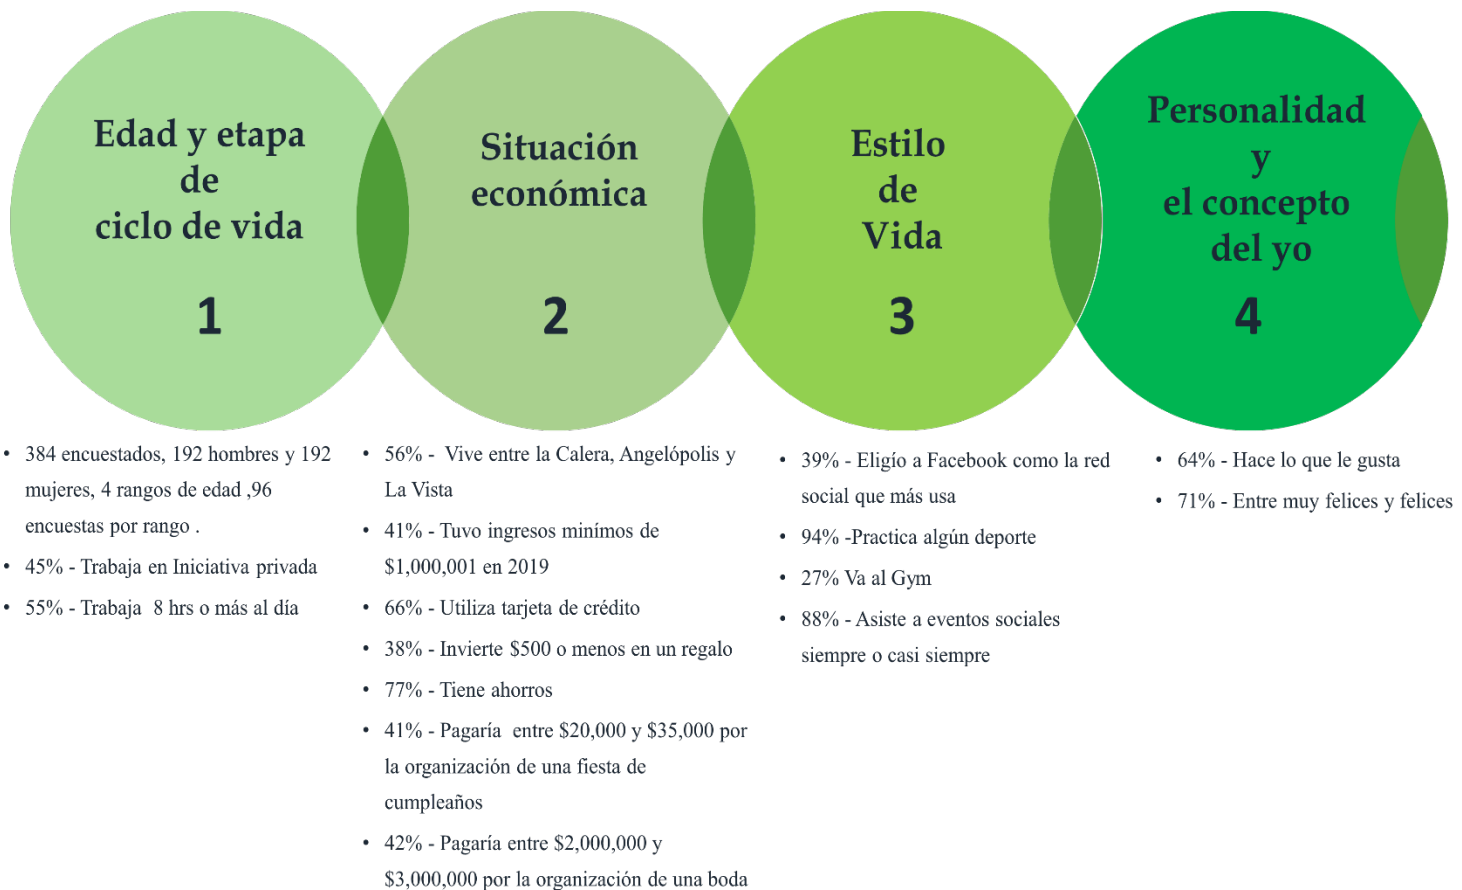 Edad y etapa
de
ciclo de vida
1
Situación
económica
2
Estilo
de
Vida
3
Personalidad
y
el concepto
del yo
4
• 384 encuestados, 192 hombres y 192
mujeres, 4 rangos de edad ,96
encuestas por rango .
• 45% - Trabaja en Iniciativa privada
• 55% - Trabaja  8 hrs o más al día
• 56% -  Vive entre la Calera, Angelópolis y
La Vista
• 41% - Tuvo ingresos minímos de
$1,000,001 en 2019
• 66% - Utiliza tarjeta de crédito
• 38% - Invierte $500 o menos en un regalo
• 77% - Tiene ahorros
• 41% - Pagaría  entre $20,000 y $35,000 por
la organización de una fiesta de
cumpleaños
• 42% - Pagaría entre $2,000,000 y
$3,000,000 por la organización de una boda
• 39% - Eligío a Facebook como la red
social que más usa
• 94% -Practica algún deporte
• 27% Va al Gym
• 88% - Asiste a eventos sociales
siempre o casi siempre
• 64% - Hace lo que le gusta
• 71% - Entre muy felices y felices